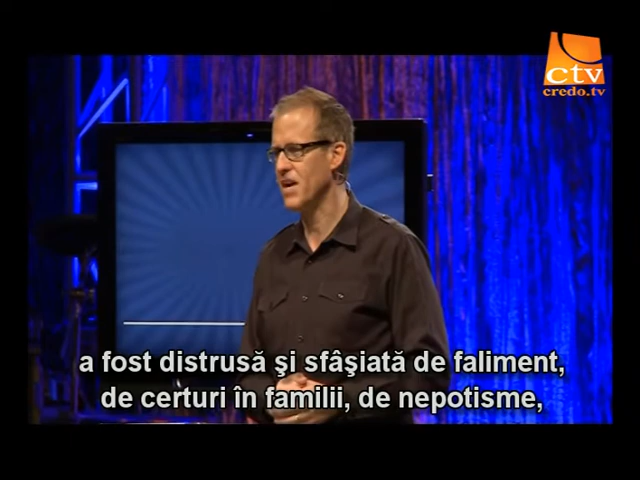 ctv
credo.tv
a fost distrusă şi sfâşiată de faliment,
de certuri în familii, de nepotisme,